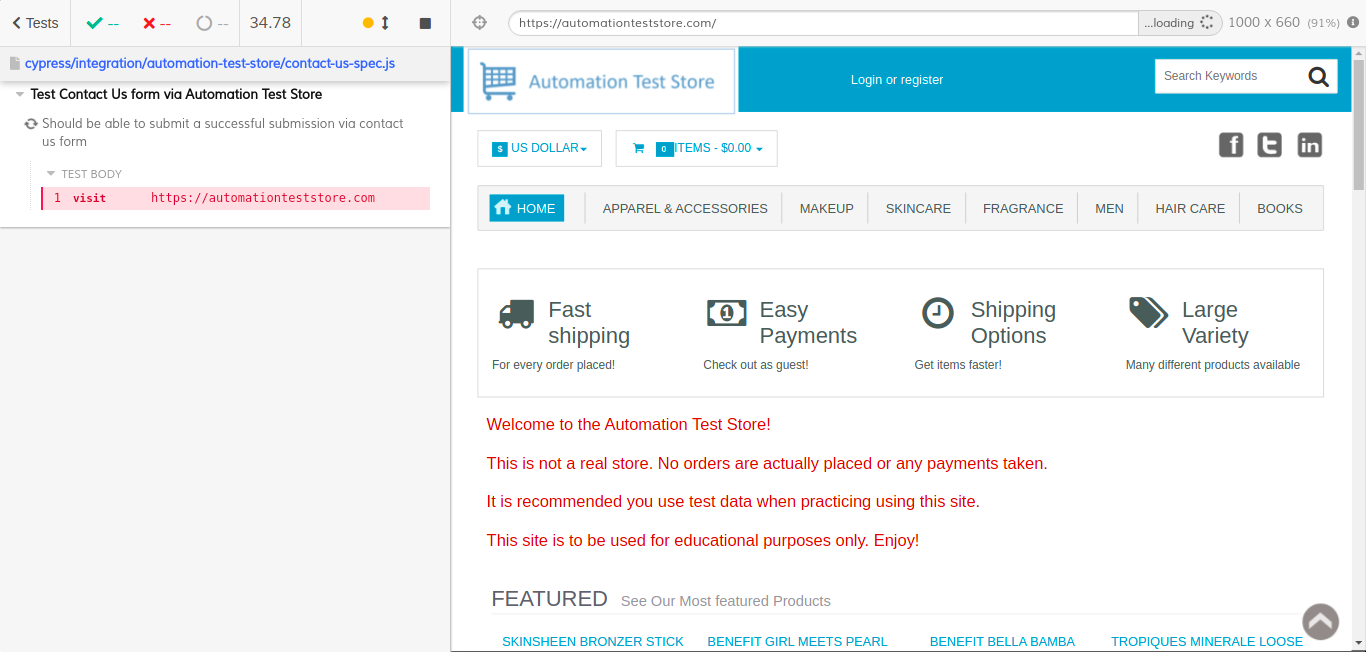 Tests -- -- -- 34.78
https://automationteststore.com/ ...loading 1000 x 660 (91%)
cypress/integration/automation-test-store/contact-us-spec.js
Test Contact Us form via Automation Test Store
Should be able to submit a successful submission via contact
us form
TEST BODY
1 visit https://automationteststore.com
Automation Test Store
Login or register
Search Keywords
$ US DOLLAR
0 ITEMS - $0.00
f t in
HOME APPAREL & ACCESSORIES MAKEUP SKINCARE FRAGRANCE MEN HAIR CARE BOOKS
Fast
shipping
For every order placed!
1
Easy
Payments
Check out as guest!
Shipping
Options
Get items faster!
Large
Variety
Many different products available
Welcome to the Automation Test Store!
This is not a real store. No orders are actually placed or any payments taken.
It is recommended you use test data when practicing using this site.
This site is to be used for educational purposes only. Enjoy!
FEATURED See Our Most featured Products
SKINSHEEN BRONZER STICK BENEFIT GIRL MEETS PEARL BENEFIT BELLA BAMBA TROPIQUES MINERALE LOOSE